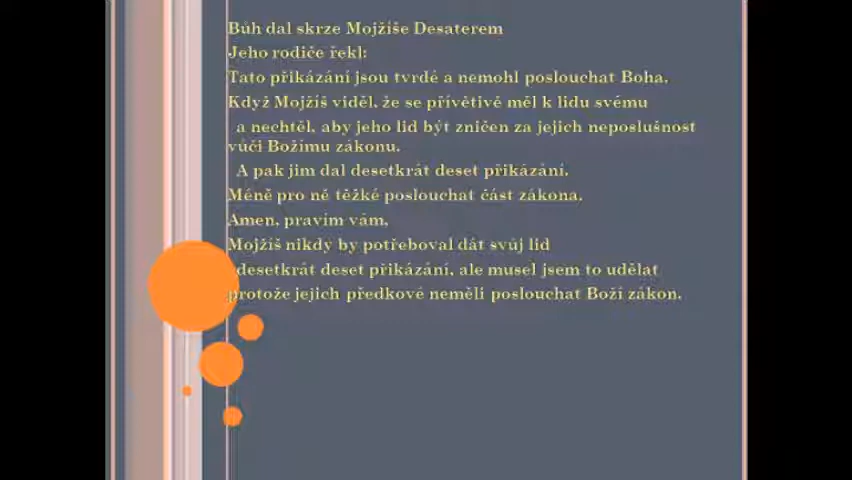 Bůh dal skrze Mojžíše Desaterem
Jeho rodiče řekl:
Tato přikázání jsou tvrdé a nemohl poslouchat Boha.
Když Mojžíš viděl, že se přívětivě měl k lidu svému
a nechtěl, aby jeho lid být zničen za jejich neposlušnost
vůči Božímu zákonu.
A pak jim dal desetkrát deset přikázání.
Méně pro ně těžké poslouchat část zákona.
Amen, pravím vám,
Mojžíš nikdy by potřeboval dát svůj lid
desetkrát deset přikázání, ale musel jsem to udělat
protože jejich předkové neměli poslouchat Boží zákon.